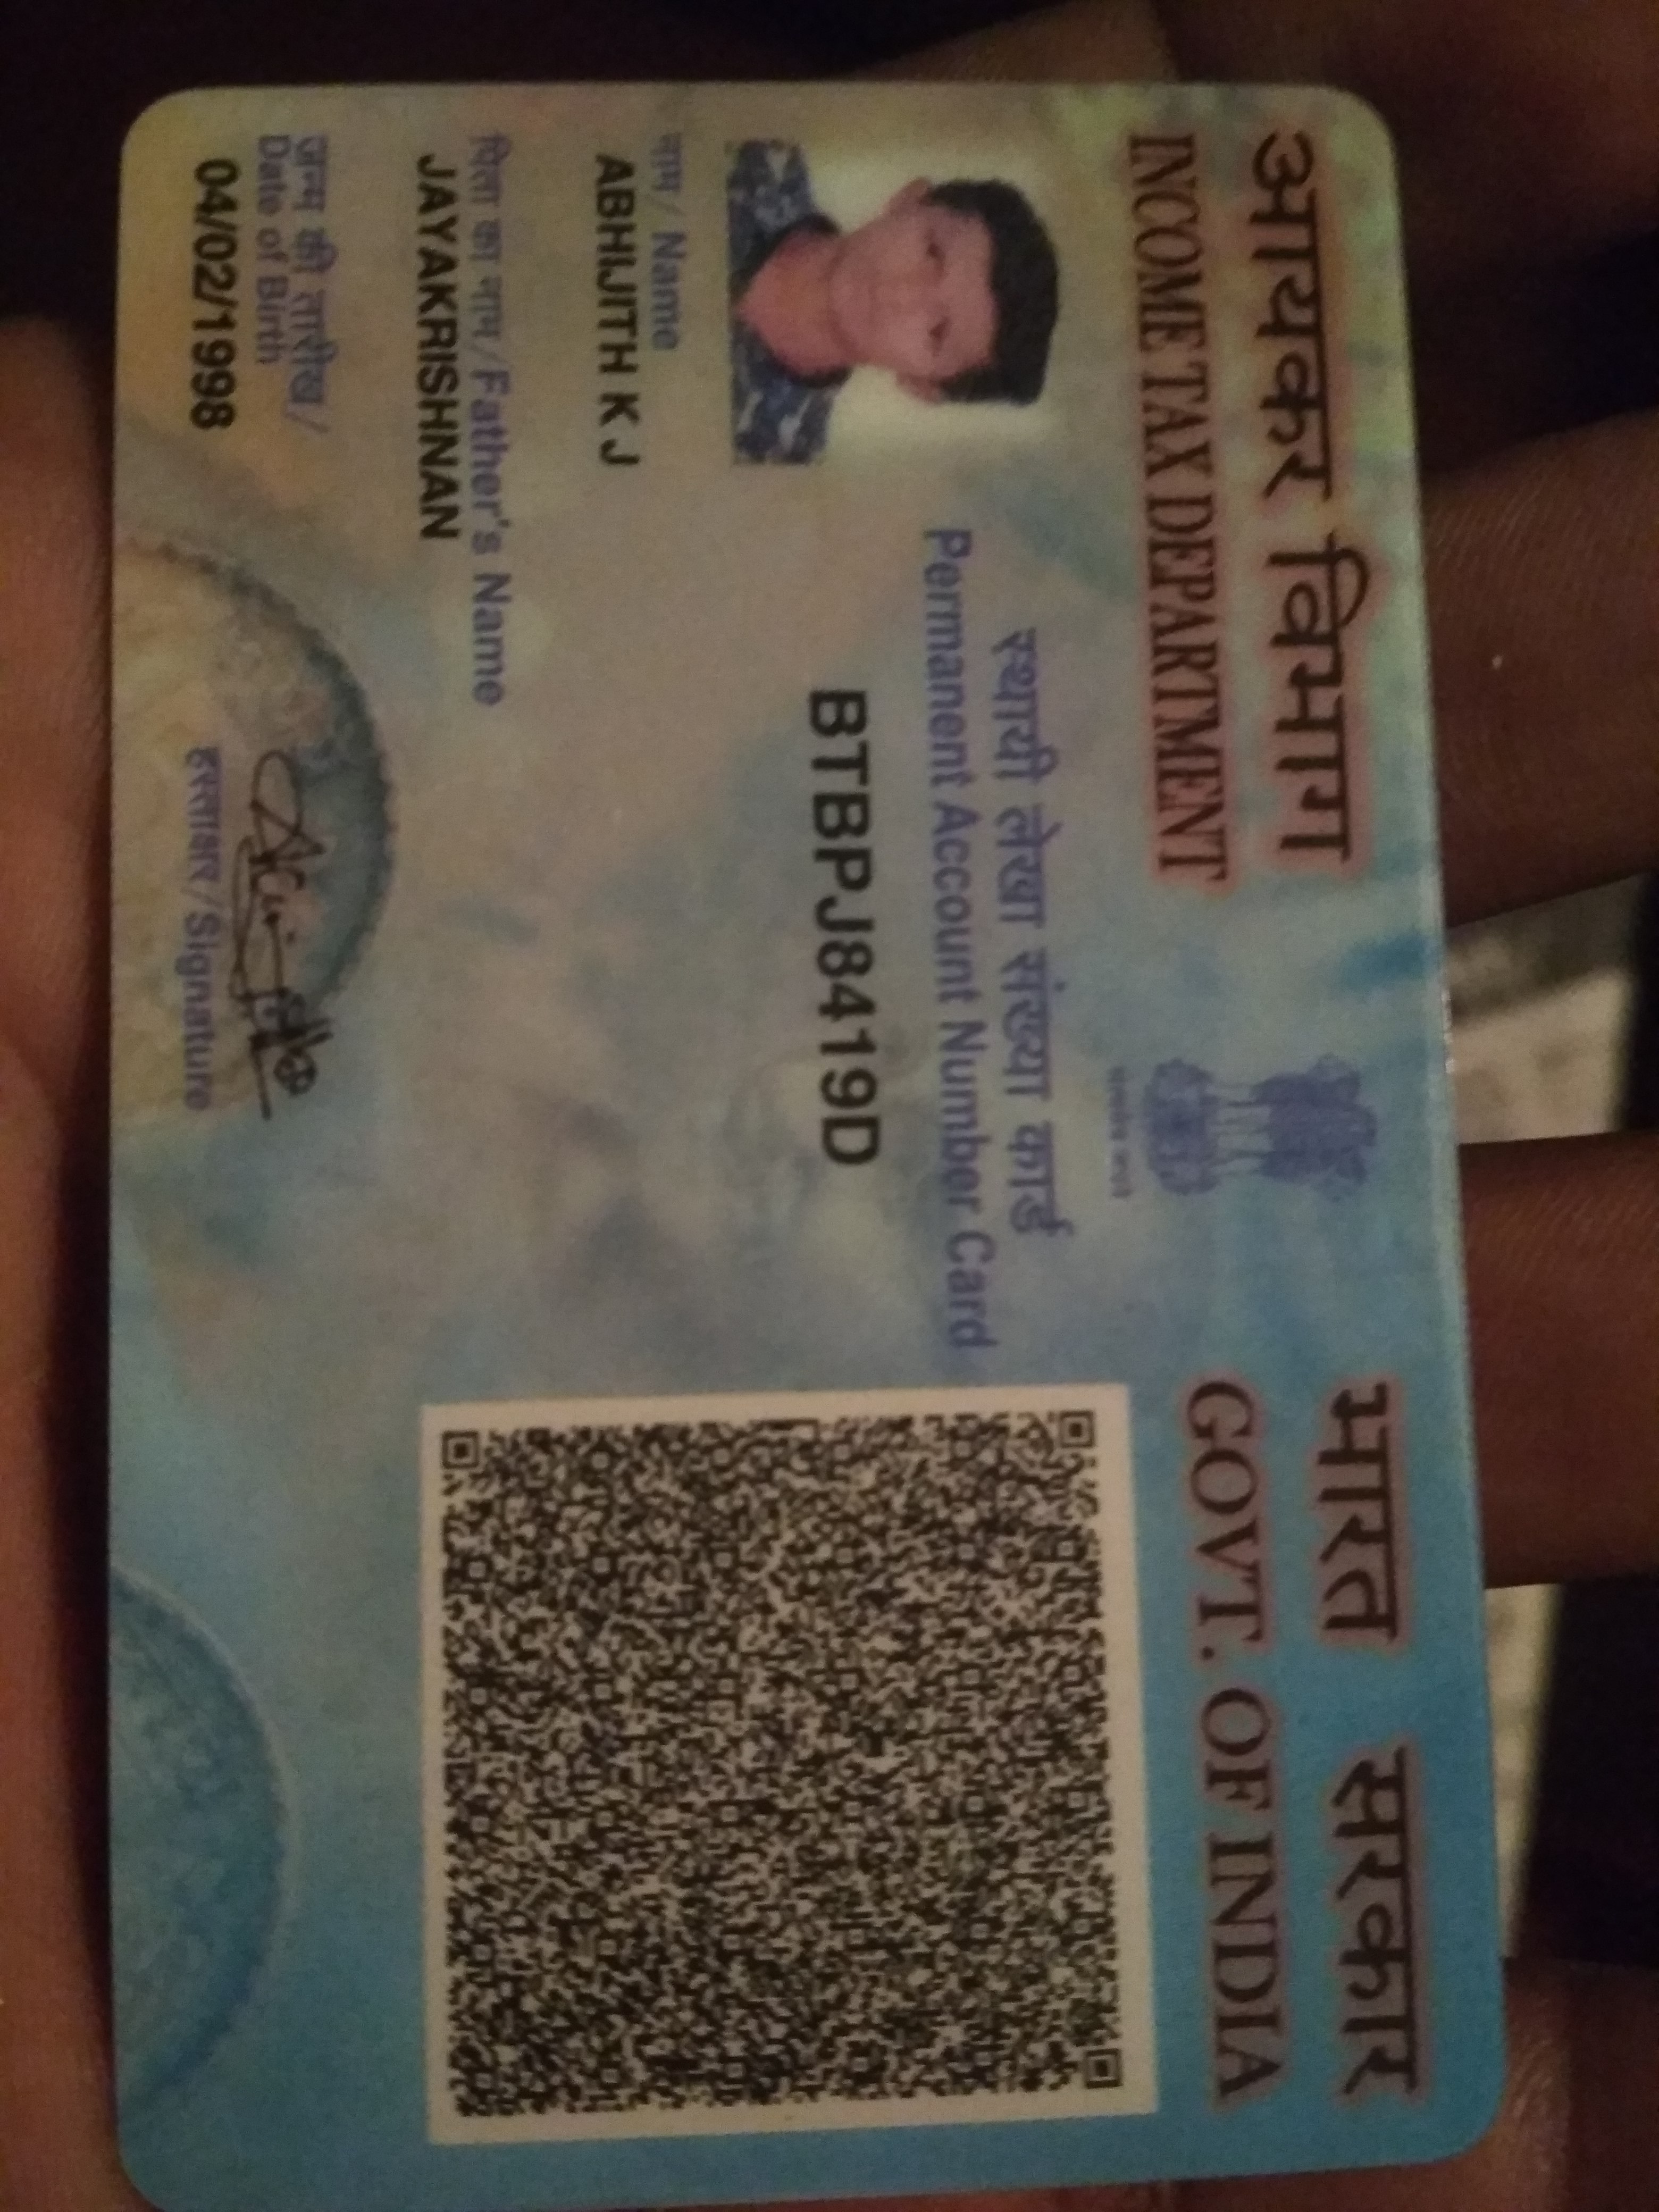 आयकर विभाग
INCOME TAX DEPARTMENT
भारत सरकार
GOVT. OF INDIA
सत्यमेव जयते
स्थायी लेखा संख्या कार्ड
Permanent Account Number Card
BTBPJ8419D
नाम / Name
ABHIJITH K J
पिता का नाम / Father's Name
JAYAKRISHNAN
जन्म की तारीख /
Date of Birth
04/02/1998
हस्ताक्षर / Signature